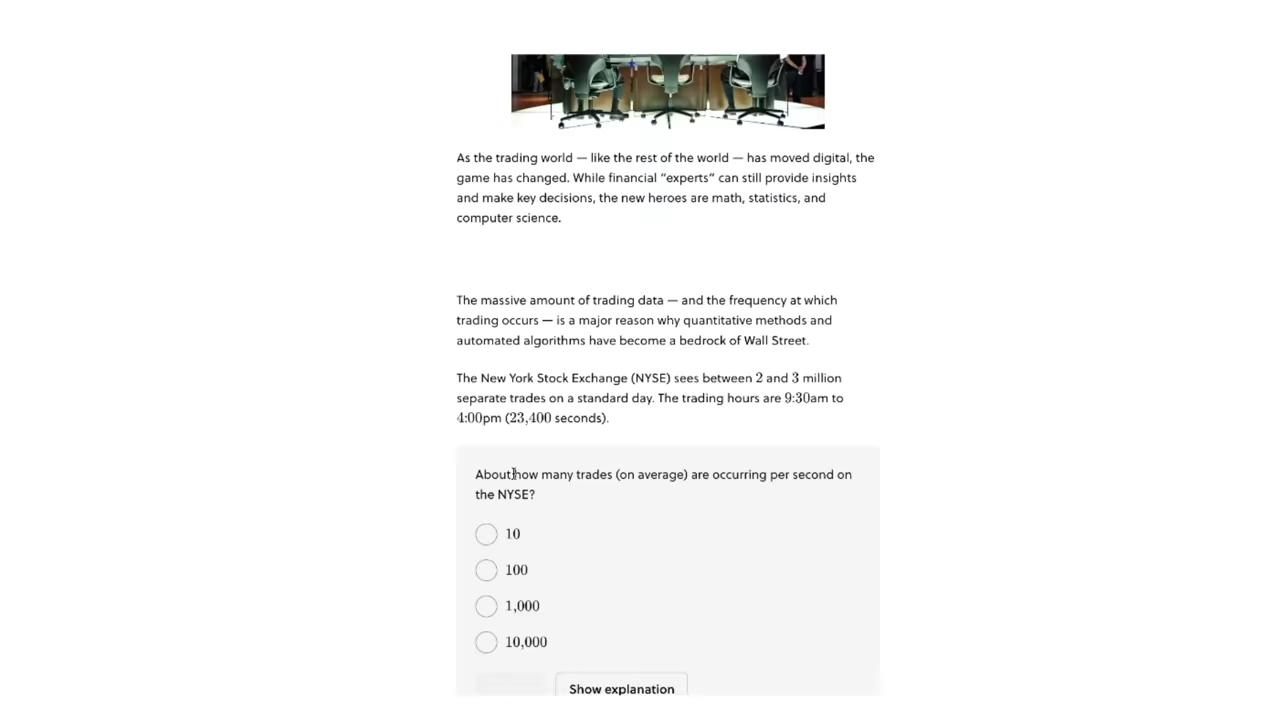 As the trading world — like the rest of the world — has moved digital, the
game has changed. While financial “experts” can still provide insights
and make key decisions, the new heroes are math, statistics, and
computer science.
The massive amount of trading data — and the frequency at which
trading occurs — is a major reason why quantitative methods and
automated algorithms have become a bedrock of Wall Street.
The New York Stock Exchange (NYSE) sees between 2 and 3 million
separate trades on a standard day. The trading hours are 9:30am to
4:00pm (23,400 seconds).
About how many trades (on average) are occurring per second on
the NYSE?
10
100
1,000
10,000
Show explanation